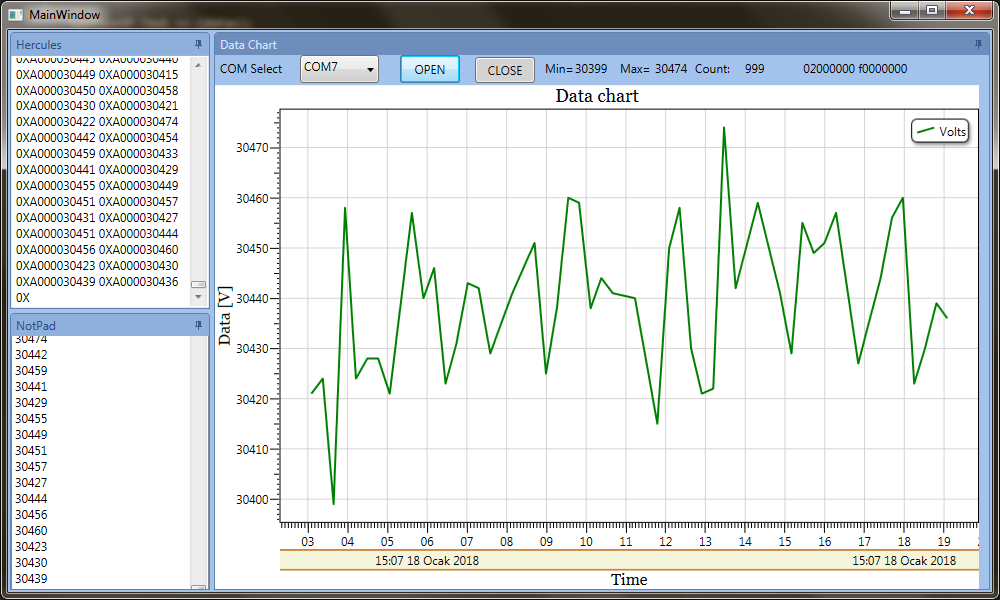 MainWindow
Hercules
0XA000030445 0XA000030440
0XA000030449 0XA000030415
0XA000030450 0XA000030458
0XA000030430 0XA000030421
0XA000030422 0XA000030474
0XA000030442 0XA000030454
0XA000030459 0XA000030433
0XA000030441 0XA000030429
0XA000030455 0XA000030449
0XA000030451 0XA000030457
0XA000030431 0XA000030427
0XA000030451 0XA000030444
0XA000030456 0XA000030460
0XA000030423 0XA000030430
0XA000030439 0XA000030436
0X
NotPad
30474
30442
30459
30441
30429
30455
30449
30451
30457
30427
30444
30456
30460
30423
30430
30439
Data Chart
COM Select COM7 OPEN CLOSE Min= 30399 Max= 30474 Count: 999 02000000 f0000000
Data chart
Volts
Data [V]
30470
30460
30450
30440
30430
30420
30410
30400
03 04 05 06 07 08 09 10 11 12 13 14 15 16 17 18 19
15:07 18 Ocak 2018 15:07 18 Ocak 2018
Time